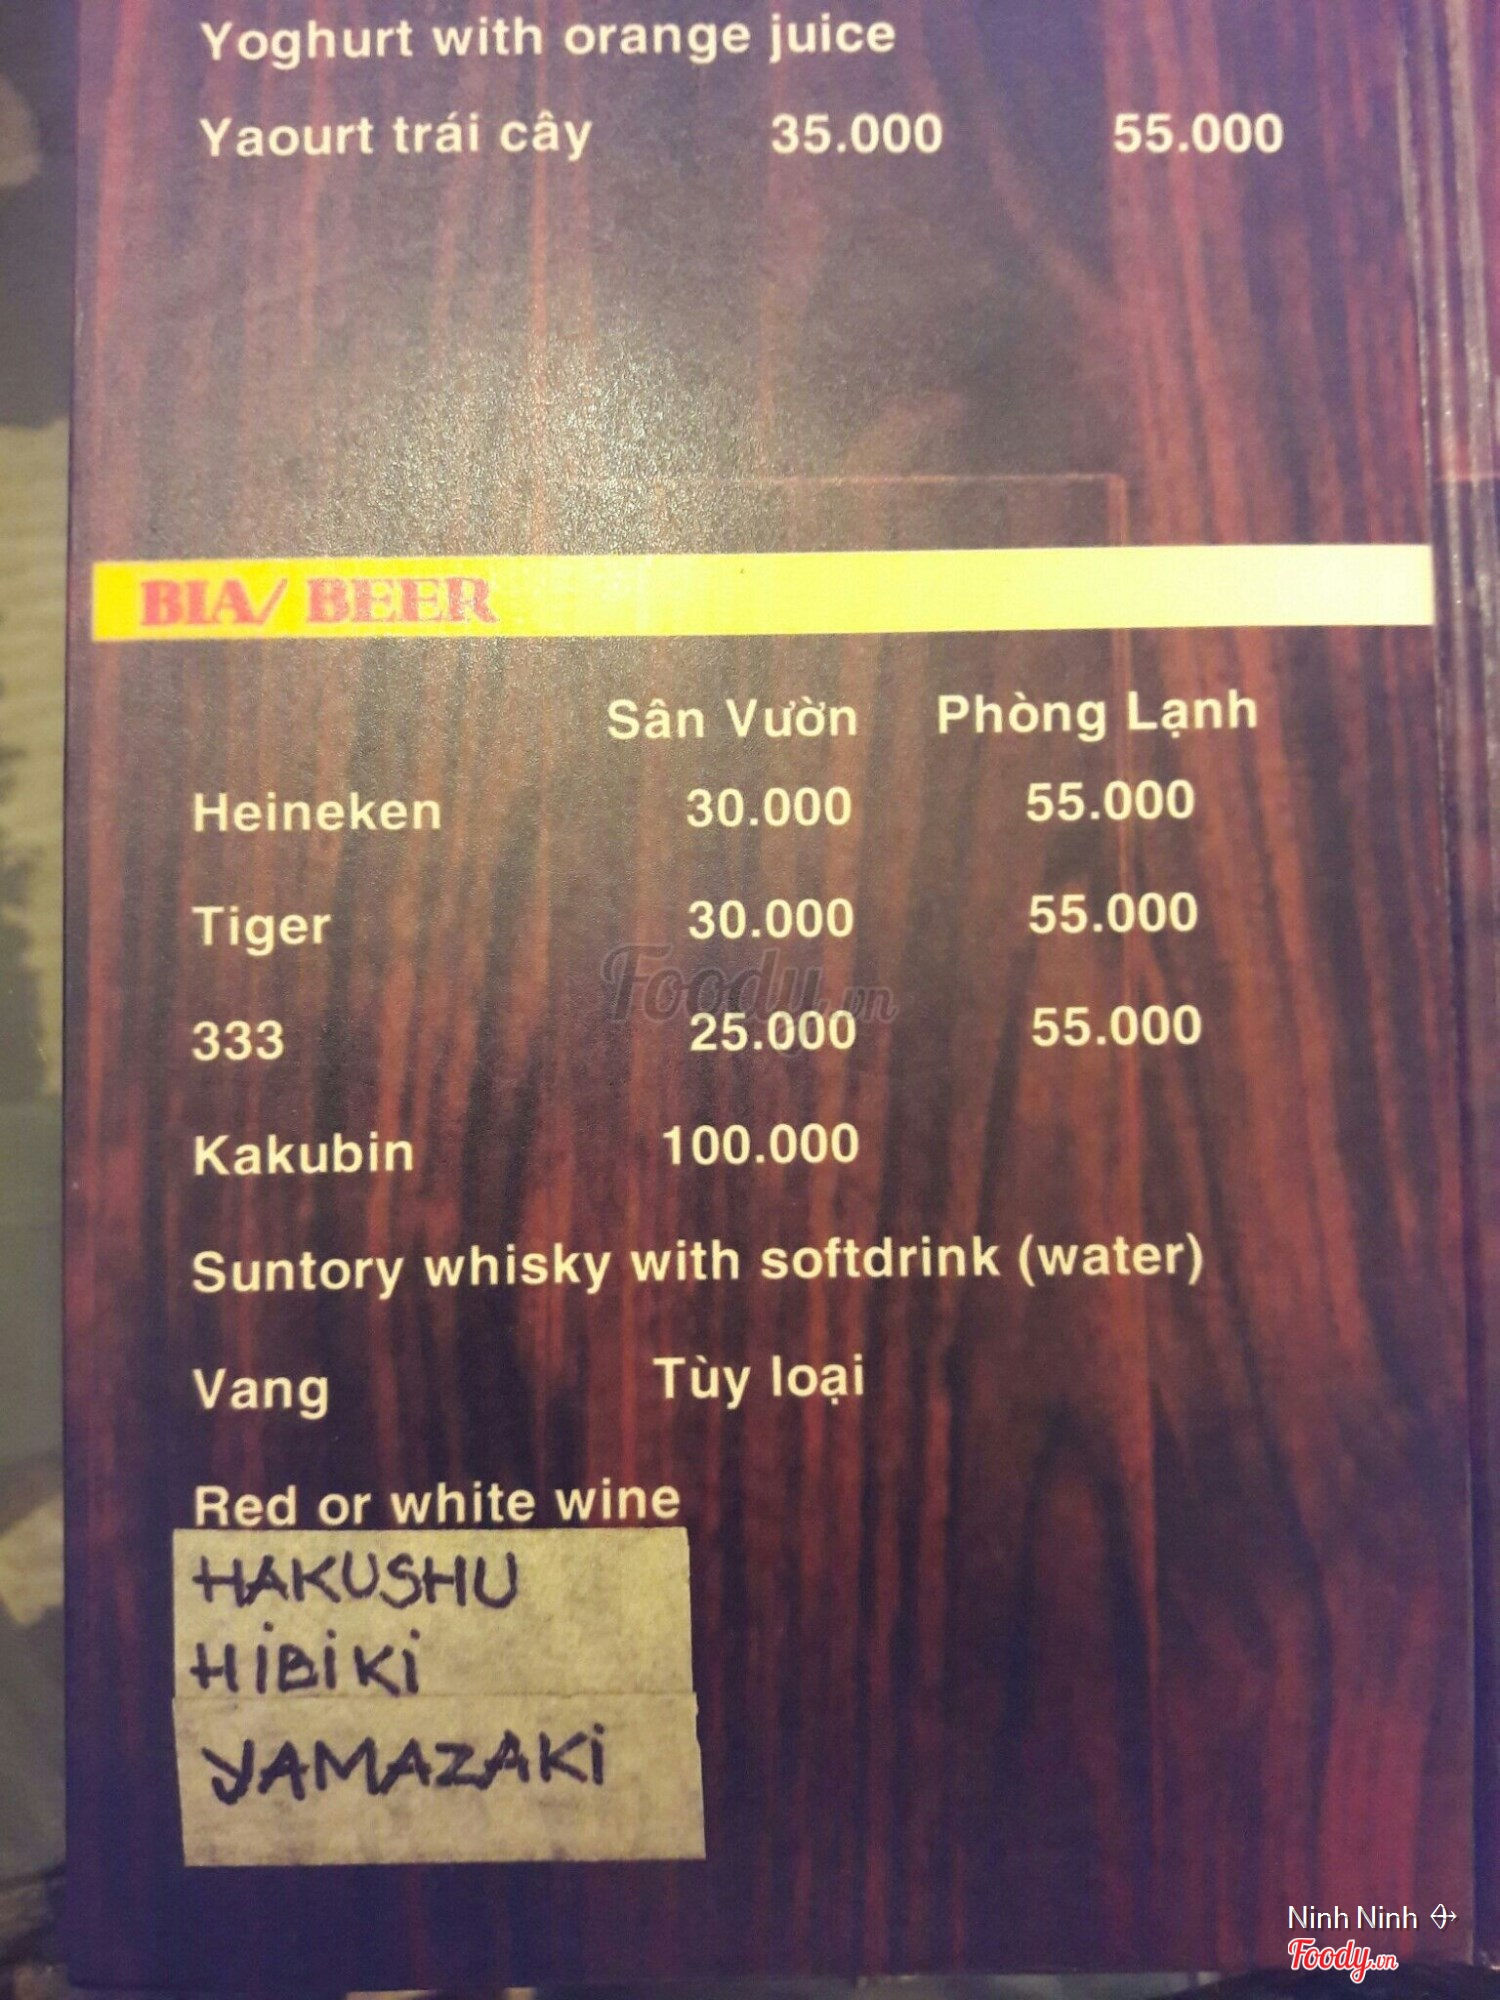 Yoghurt with orange juice
Yaourt trái cây 35.000 55.000
BIA/ BEER
Sân Vườn Phòng Lạnh
Heineken 30.000 55.000
Tiger 30.000 55.000
Foody.vn
333 25.000 55.000
Kakubin 100.000
Suntory whisky with softdrink (water)
Vang Tùy loại
Red or white wine
HAKUSHU
HiBiKi
YAMAZAKi
Ninh Ninh
Foody.vn